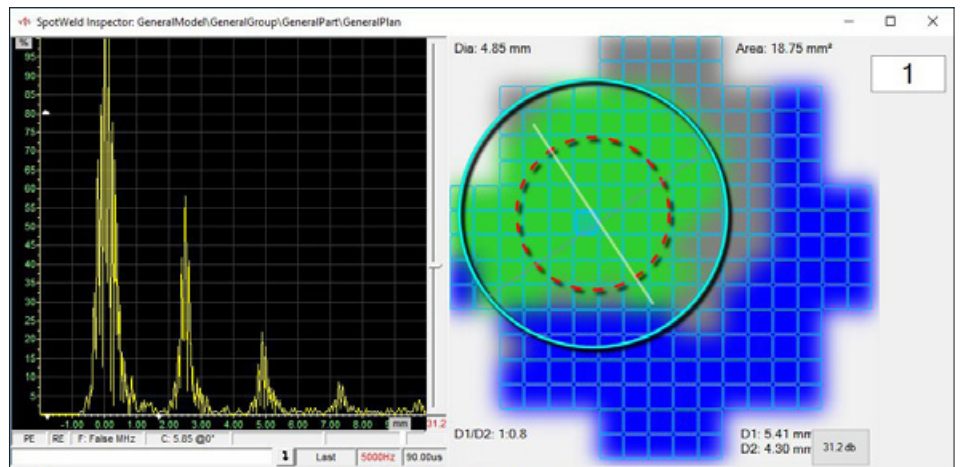 SpotWeld Inspector: GeneralModel\GeneralGroup\GeneralPart\GeneralPlan
%
95
90
85
80
75
70
65
60
55
50
45
40
35
30
25
20
15
10
5
-1.00 0.00 1.00 2.00 3.00 4.00 5.00 6.00 7.00 8.00 mm 31.2
PE RE F: False MHz C: 5.85 @0°
1 Last 5000Hz 90.00us
Dia: 4.85 mm Area: 18.75 mm²
1
D1/D2: 1:0.8 D1: 5.41 mm
D2: 4.30 mm
31.2 db